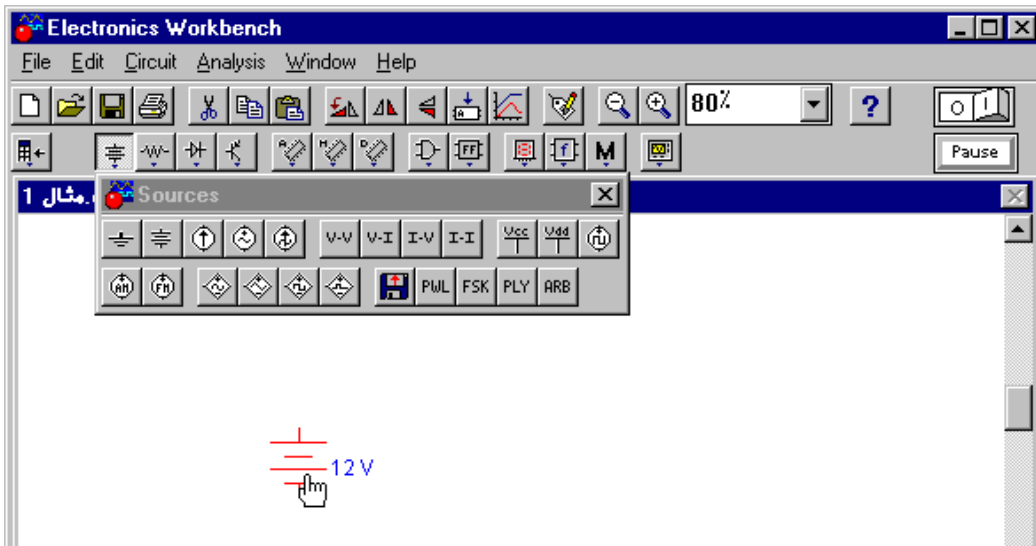 Electronics Workbench
File Edit Circuit Analysis Window Help
80% ?
O I
FF f M
Pause
مثال 1
Sources
V-V V-I I-V I-I Vcc Vdd
AM FM PWL FSK PLY ARB
12 V